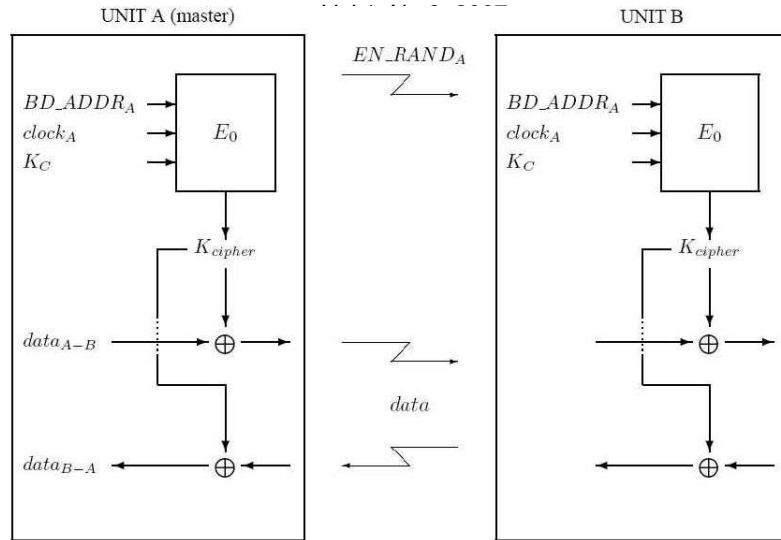 UNIT A (master)
UNIT B
EN_RAND_A
BD_ADDR_A
clock_A
K_C
E_0
K_cipher
data_A−B
data_B−A
data
BD_ADDR_A
clock_A
K_C
E_0
K_cipher